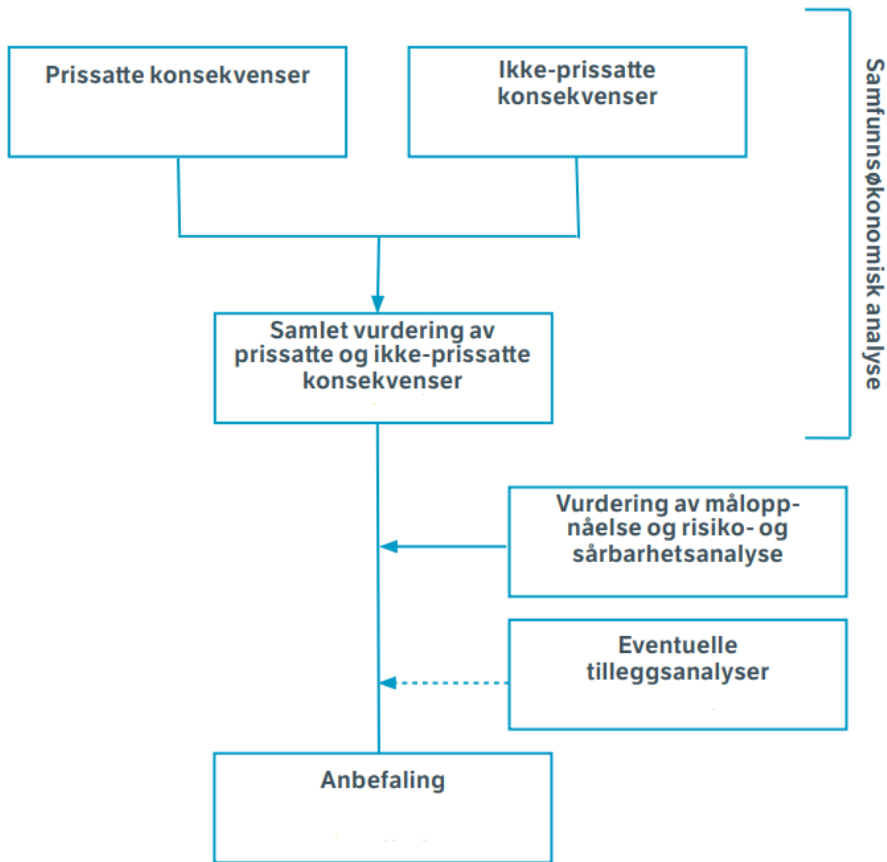 Prissatte konsekvenser
Ikke-prissatte
konsekvenser
Samfunnsøkonomisk analyse
Samlet vurdering av
prissatte og ikke-prissatte
konsekvenser
Vurdering av målopp-
nåelse og risiko- og
sårbarhetsanalyse
Eventuelle
tilleggsanalyser
Anbefaling